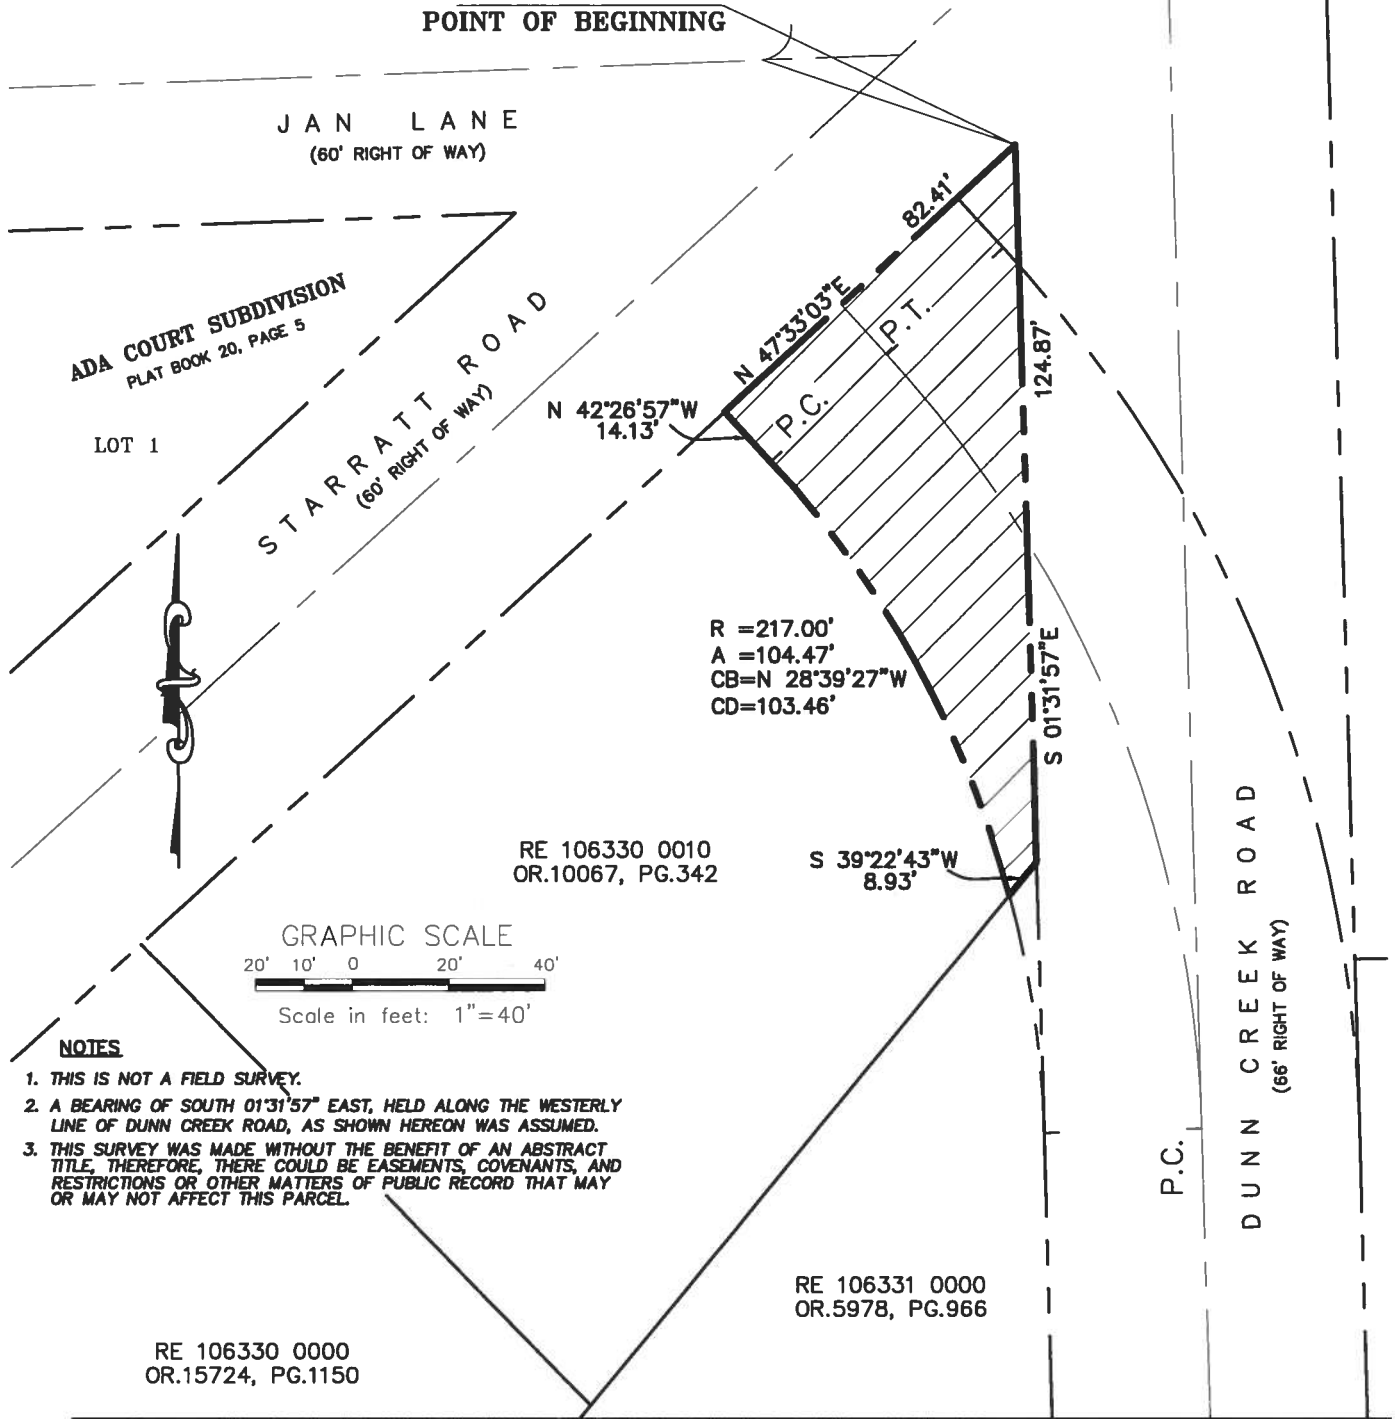 POINT OF BEGINNING
JAN LANE
(60' RIGHT OF WAY)
82.41'
N 47°33'03"E
P.T.
124.87'
ADA COURT SUBDIVISION
PLAT BOOK 20, PAGE 5
LOT 1
STARRATT ROAD
(60' RIGHT OF WAY)
N 42°26'57"W
14.13'
P.C.
R =217.00'
A =104.47'
CB=N 28°39'27"W
CD=103.46'
S 01°31'57"E
RE 106330 0010
OR.10067, PG.342
S 39°22'43"W
8.93'
DUNN CREEK ROAD
(66' RIGHT OF WAY)
GRAPHIC SCALE
20' 10' 0 20' 40'
Scale in feet: 1"=40'
NOTES
1. THIS IS NOT A FIELD SURVEY.
2. A BEARING OF SOUTH 01°31'57" EAST, HELD ALONG THE WESTERLY
LINE OF DUNN CREEK ROAD, AS SHOWN HEREON WAS ASSUMED.
3. THIS SURVEY WAS MADE WITHOUT THE BENEFIT OF AN ABSTRACT
TITLE, THEREFORE, THERE COULD BE EASEMENTS, COVENANTS, AND
RESTRICTIONS OR OTHER MATTERS OF PUBLIC RECORD THAT MAY
OR MAY NOT AFFECT THIS PARCEL.
P.C.
RE 106331 0000
OR.5978, PG.966
RE 106330 0000
OR.15724, PG.1150